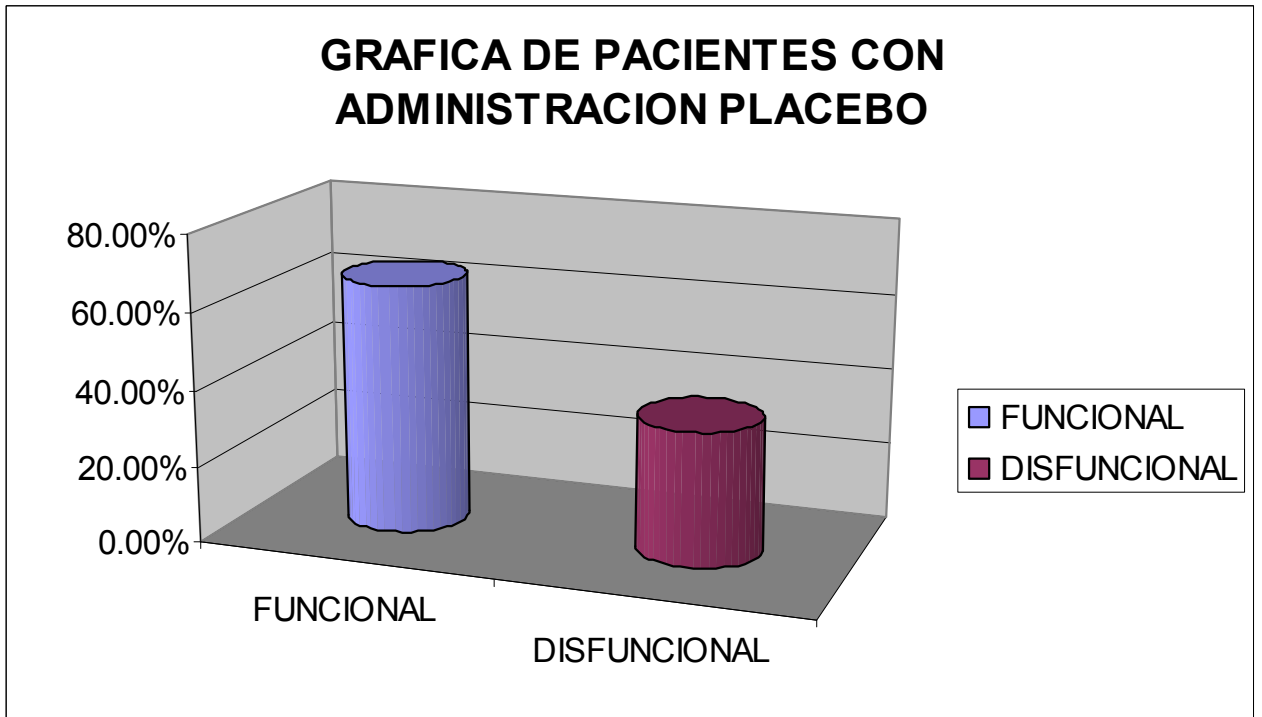 GRAFICA DE PACIENTES CON
ADMINISTRACION PLACEBO
80.00%
60.00%
40.00%
20.00%
0.00%
FUNCIONAL
DISFUNCIONAL
FUNCIONAL
DISFUNCIONAL